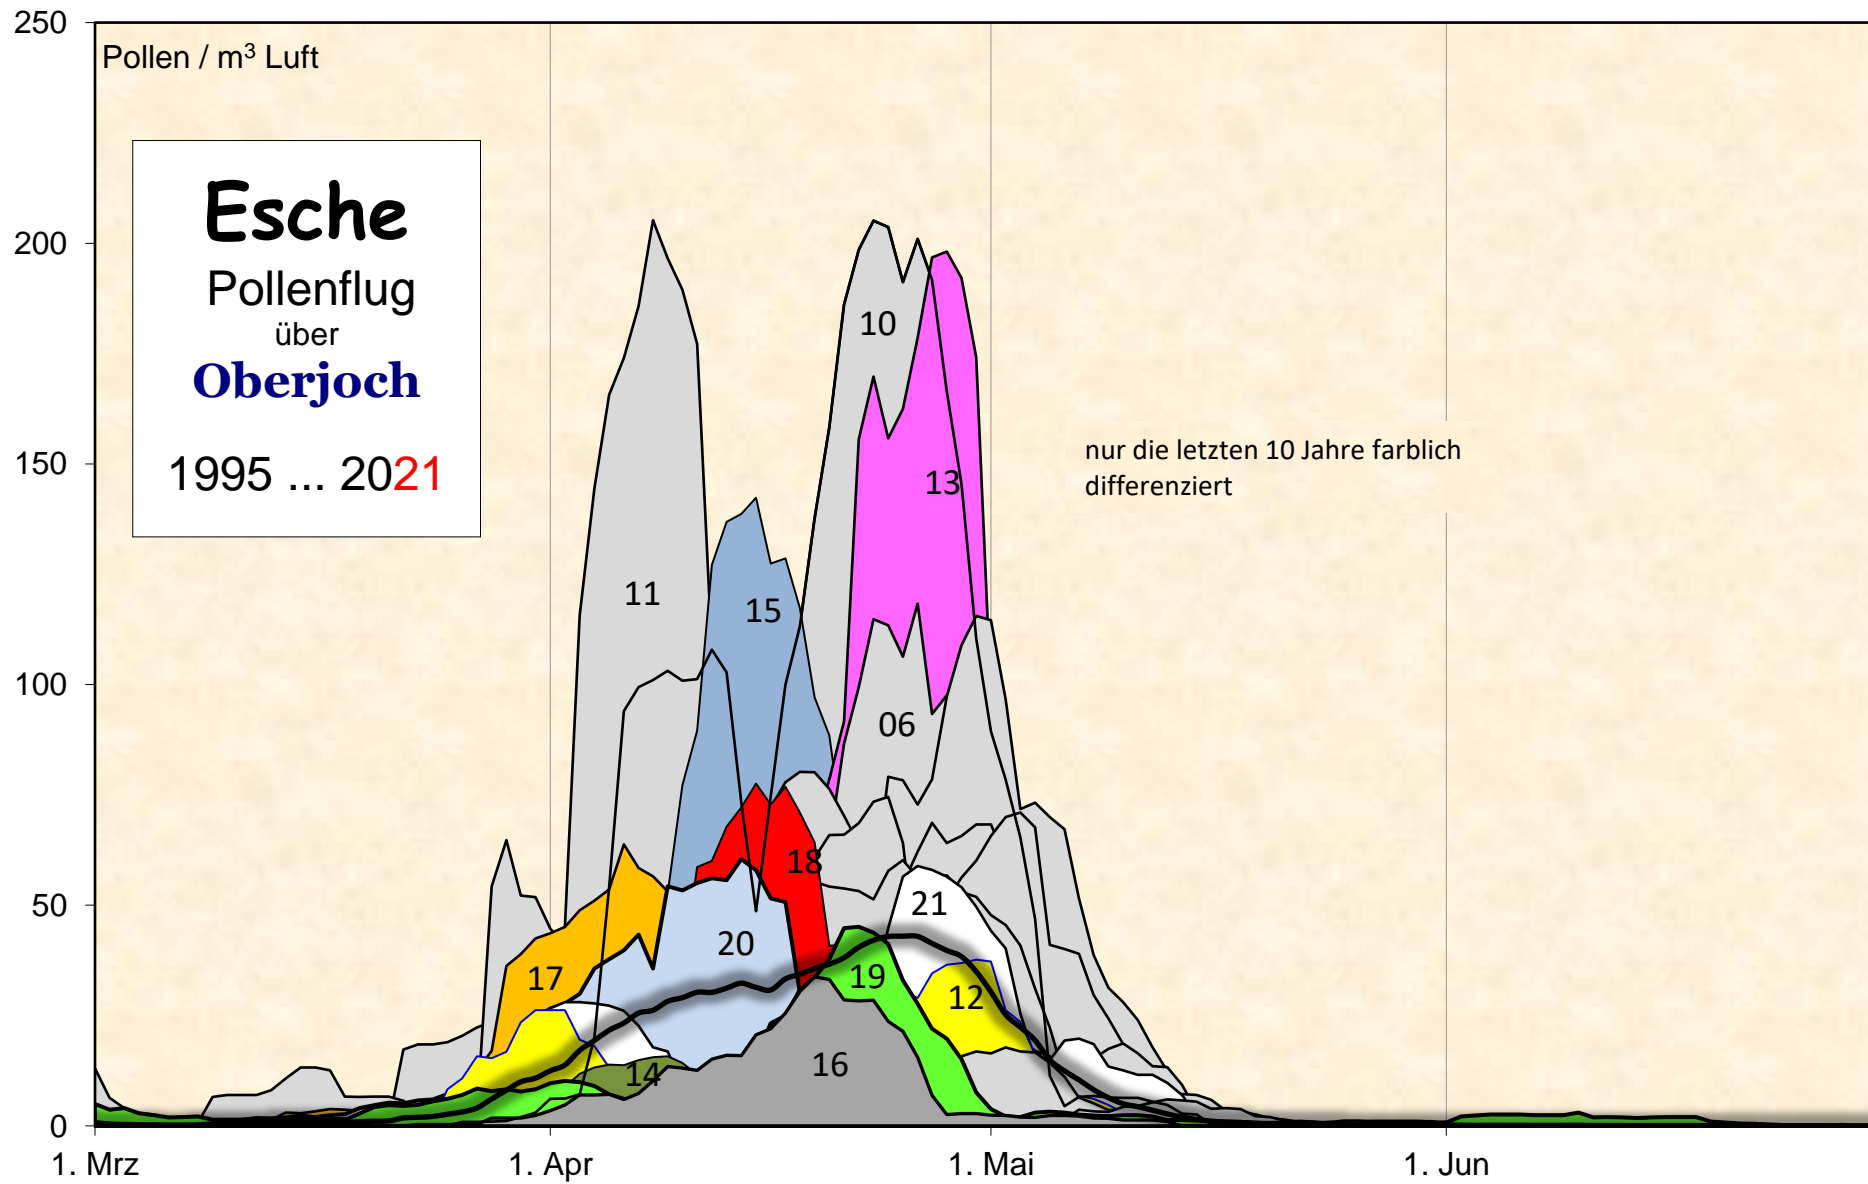 250
Pollen / m³ Luft
Esche
Pollenflug
über
Oberjoch
1995 ... 2021
200
150
100
50
0
nur die letzten 10 Jahre farblich
differenziert
10
13
11
15
06
18
21
20
17
19
12
16
14
1. Mrz
1. Apr
1. Mai
1. Jun